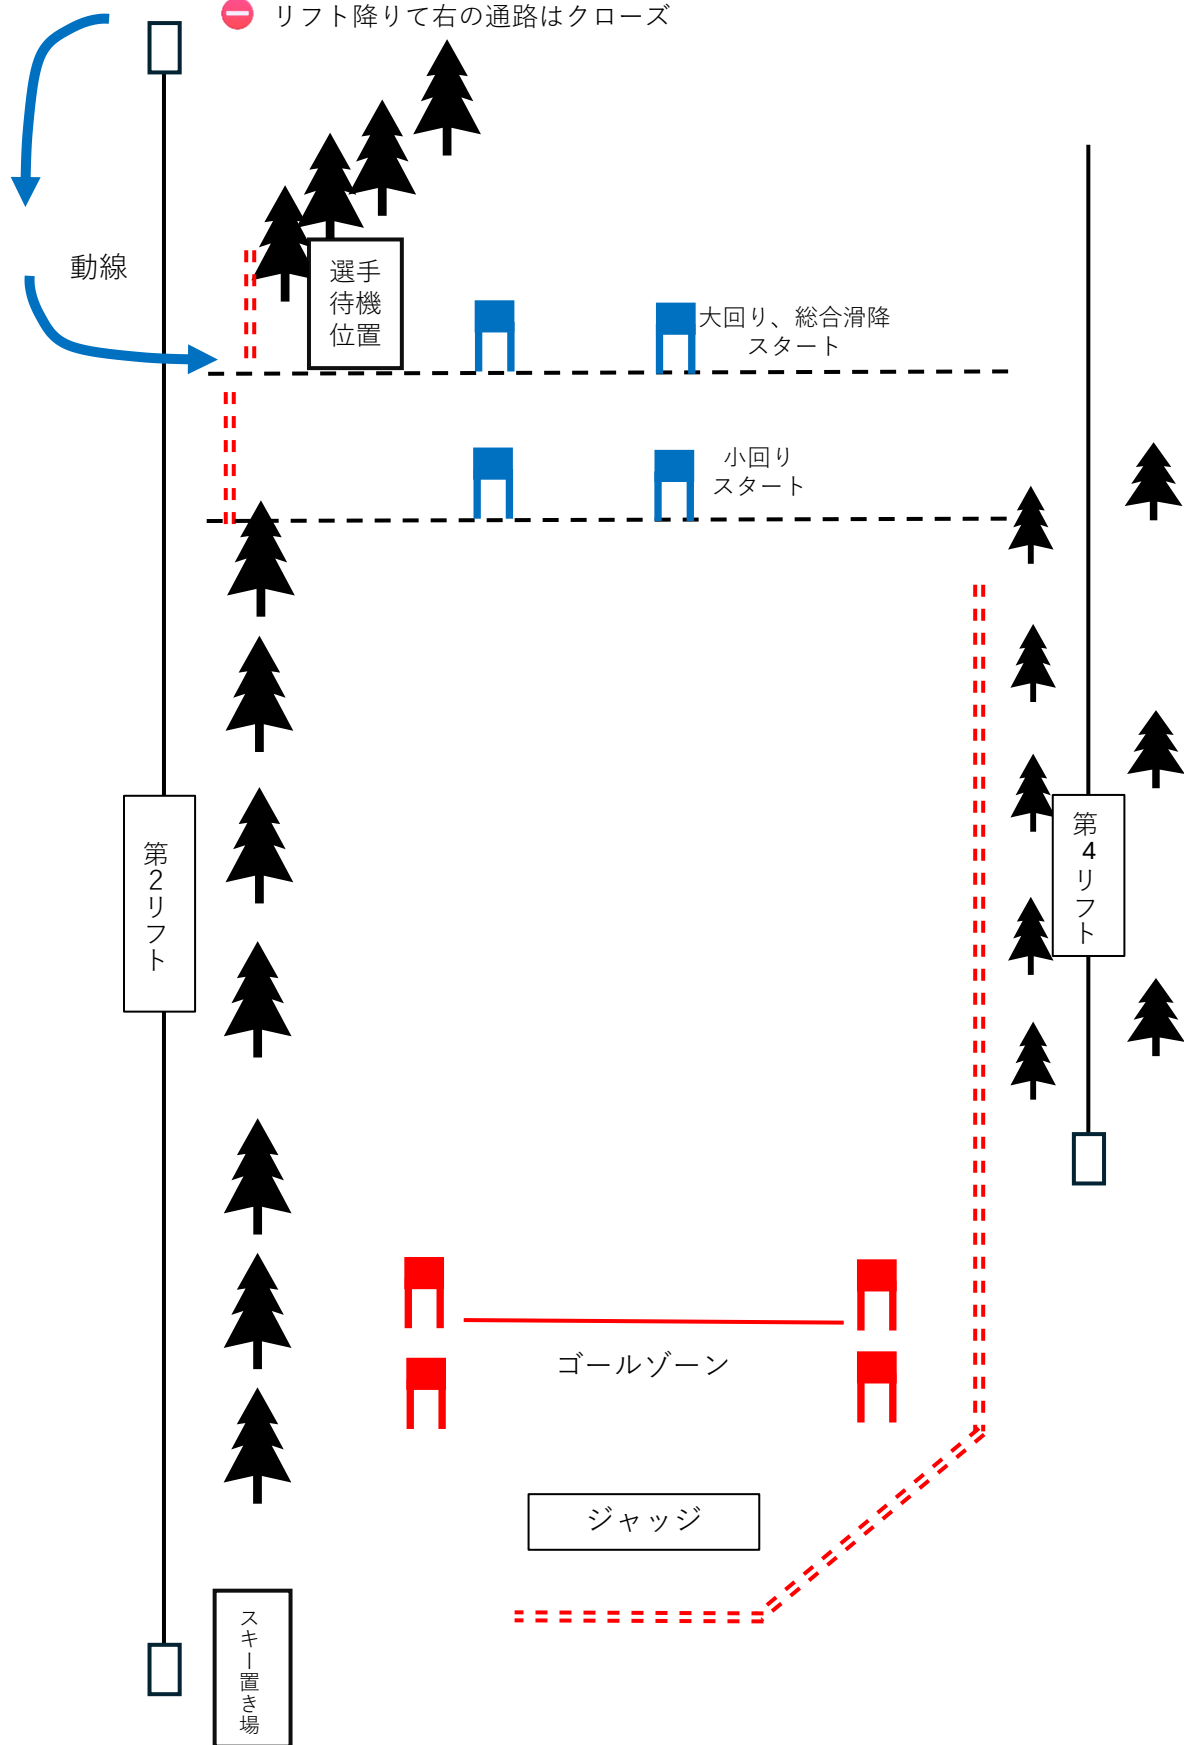 リフト降りて右の通路はクローズ
動線
選手
待機
位置
大回り、総合滑降
スタート
小回り
スタート
第2リフト
第4リフト
ゴールゾーン
ジャッジ
スキー置き場